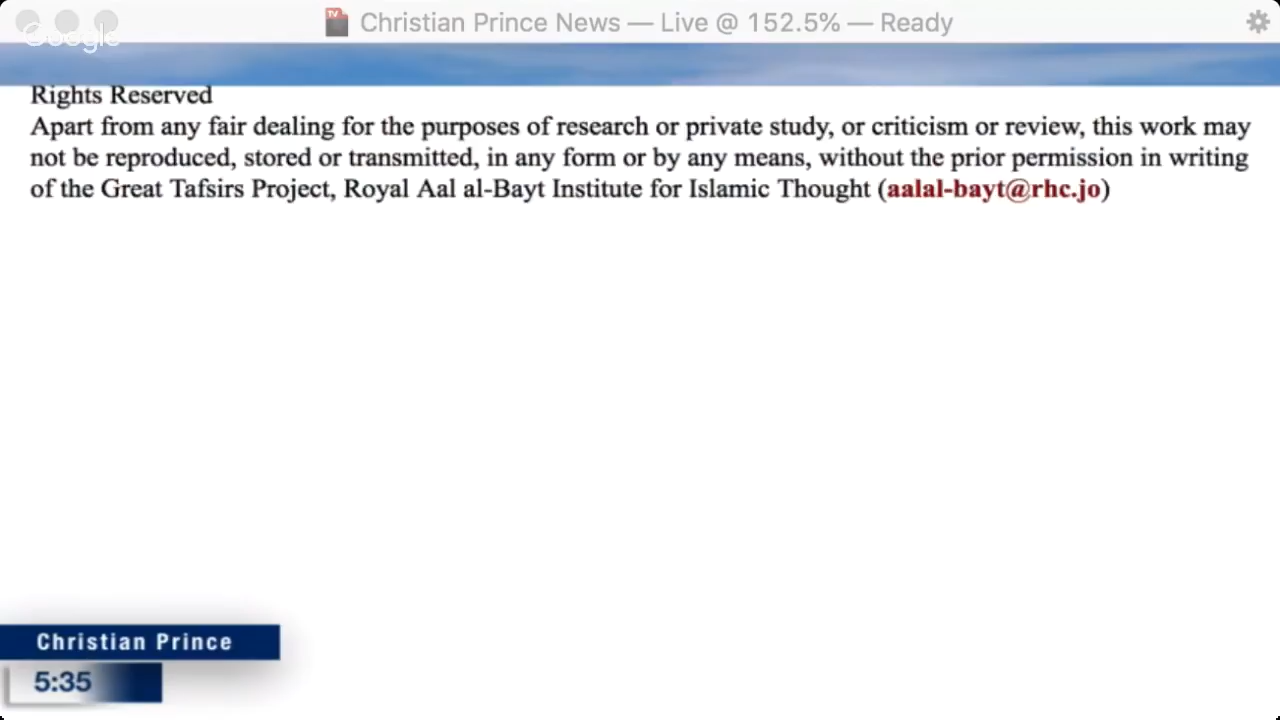 Christian Prince News — Live @ 152.5% — Ready
Google
Rights Reserved
Apart from any fair dealing for the purposes of research or private study, or criticism or review, this work may
not be reproduced, stored or transmitted, in any form or by any means, without the prior permission in writing
of the Great Tafsirs Project, Royal Aal al-Bayt Institute for Islamic Thought (aalal-bayt@rhc.jo)
Christian Prince
5:35